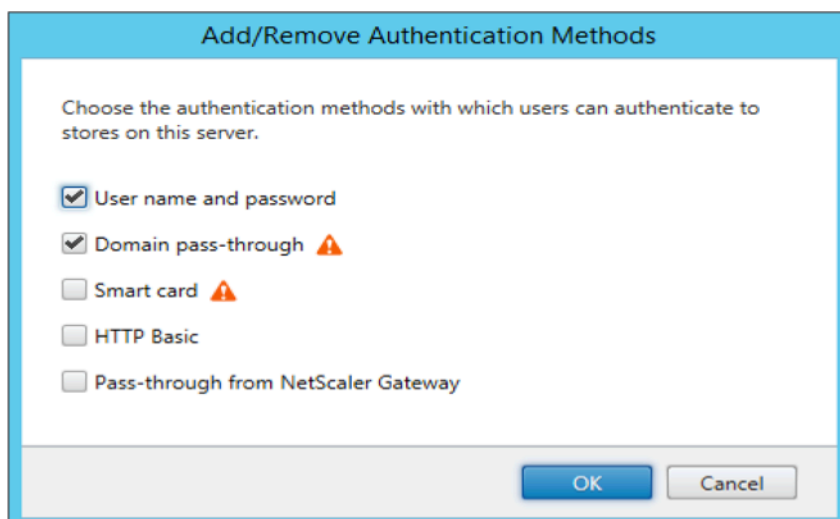 Add/Remove Authentication Methods
Choose the authentication methods with which users can authenticate to
stores on this server.
User name and password
Domain pass-through
Smart card
HTTP Basic
Pass-through from NetScaler Gateway
OK
Cancel